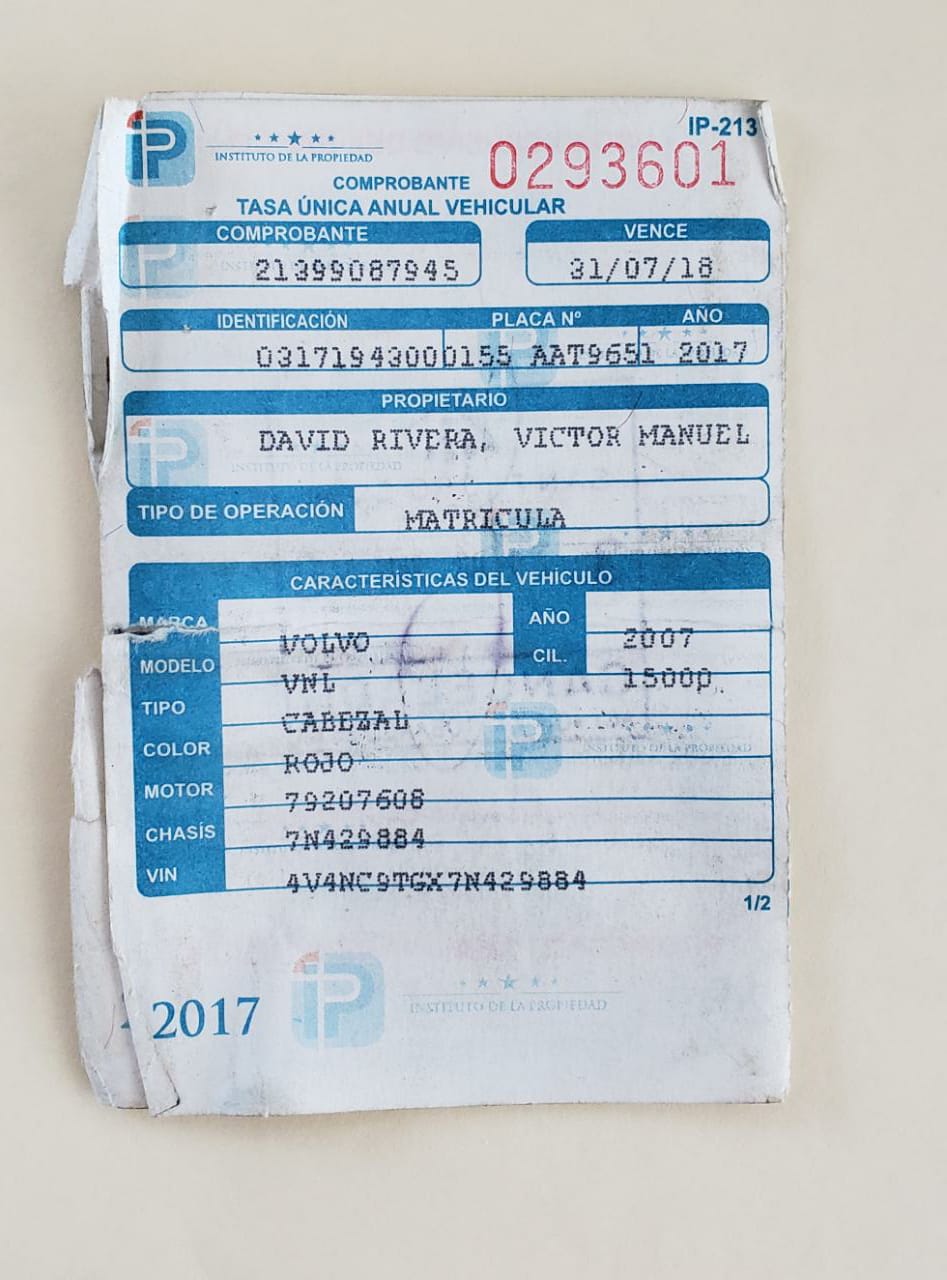 IP-213
INSTITUTO DE LA PROPIEDAD
COMPROBANTE 0293601
TASA ÚNICA ANUAL VEHICULAR
COMPROBANTE VENCE
21399087945 31/07/18
IDENTIFICACIÓN PLACA Nº AÑO
03171943000155 AAT9651 2017
PROPIETARIO
DAVID RIVERA, VICTOR MANUEL
TIPO DE OPERACIÓN MATRICULA
CARACTERÍSTICAS DEL VEHÍCULO
MARCA VOLVO AÑO 2007
MODELO VNL CIL. 15000
TIPO CABEZAL
COLOR ROJO
MOTOR 79207608
CHASÍS 7N429884
VIN 4V4NC9TGX7N429884
1/2
2017 iP INSTITUTO DE LA PROPIEDAD